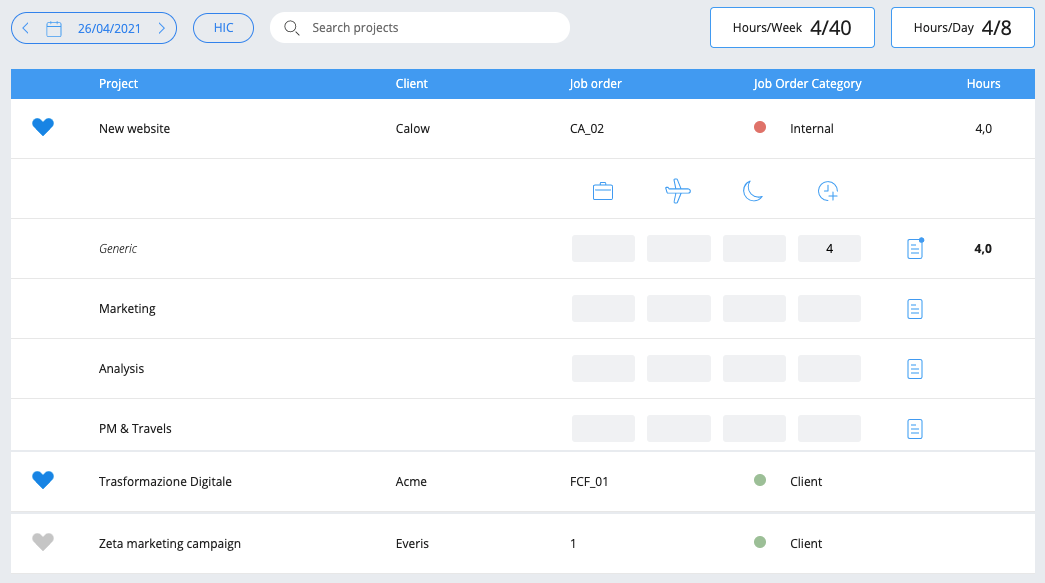 26/04/2021 HIC Search projects Hours/Week 4/40 Hours/Day 4/8
Project Client Job order Job Order Category Hours
New website Calow CA_02 Internal 4,0
Generic 4 4,0
Marketing
Analysis
PM & Travels
Trasformazione Digitale Acme FCF_01 Client
Zeta marketing campaign Everis 1 Client